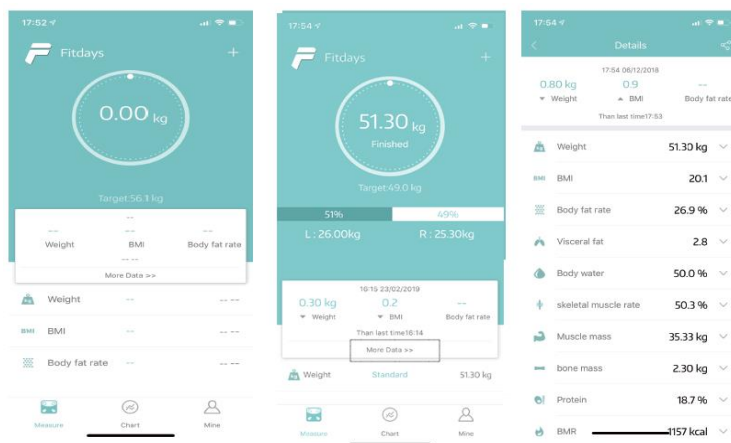 17:52
Fitdays
+
0.00 kg
Target:56.1 kg
--
-- -- --
Weight BMI Body fat rate
-- --
More Data >>
Weight -- -- --
BMI BMI -- -- --
Body fat rate -- -- --
Measure Chart Mine
17:54
Fitdays
+
51.30 kg
Finished
Target:49.0 kg
51% 49%
L : 26.00kg R : 25.30kg
16:15 23/02/2019
0.30 kg 0.2 --
Weight BMI Body fat rate
Than last time16:14
More Data >>
Weight Standard 51.30 kg
Measure Chart Mine
17:54
Details
17:54 06/12/2018
0.80 kg 0.9 --
Weight BMI Body fat rate
Than last time17:53
Weight 51.30 kg
BMI BMI 20.1
Body fat rate 26.9 %
Visceral fat 2.8
Body water 50.0 %
skeletal muscle rate 50.3 %
Muscle mass 35.33 kg
bone mass 2.30 kg
Protein 18.7 %
BMR 1157 kcal